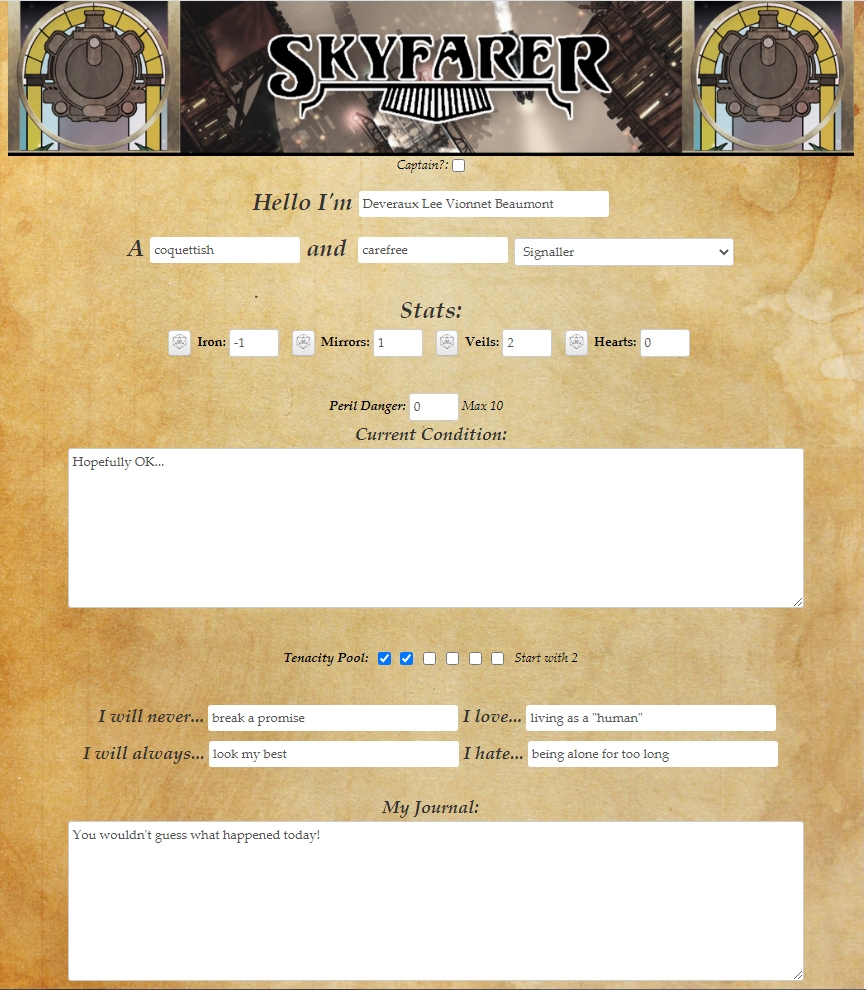 SKYFARER
Captain?:
Hello I'm Deveraux Lee Vionnet Beaumont
A coquettish and carefree Signaller
Stats:
Iron: -1 Mirrors: 1 Veils: 2 Hearts: 0
Peril Danger: 0 Max 10
Current Condition:
Hopefully OK...
Tenacity Pool: Start with 2
I will never... break a promise I love... living as a "human"
I will always... look my best I hate... being alone for too long
My Journal:
You wouldn't guess what happened today!